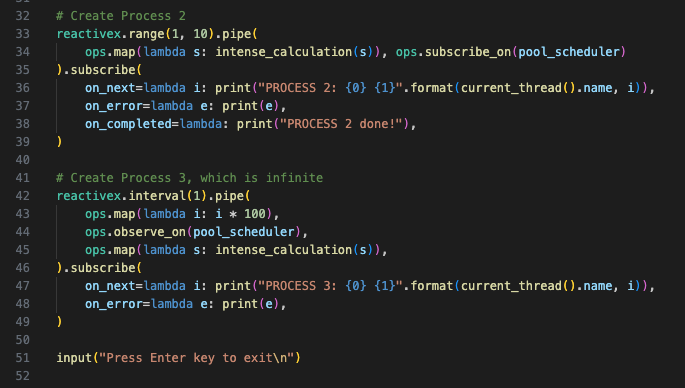 32 # Create Process 2
33 reactivex.range(1, 10).pipe(
34     ops.map(lambda s: intense_calculation(s)), ops.subscribe_on(pool_scheduler)
35 ).subscribe(
36     on_next=lambda i: print("PROCESS 2: {0} {1}".format(current_thread().name, i)),
37     on_error=lambda e: print(e),
38     on_completed=lambda: print("PROCESS 2 done!"),
39 )
40
41 # Create Process 3, which is infinite
42 reactivex.interval(1).pipe(
43     ops.map(lambda i: i * 100),
44     ops.observe_on(pool_scheduler),
45     ops.map(lambda s: intense_calculation(s)),
46 ).subscribe(
47     on_next=lambda i: print("PROCESS 3: {0} {1}".format(current_thread().name, i)),
48     on_error=lambda e: print(e),
49 )
50
51 input("Press Enter key to exit\n")
52